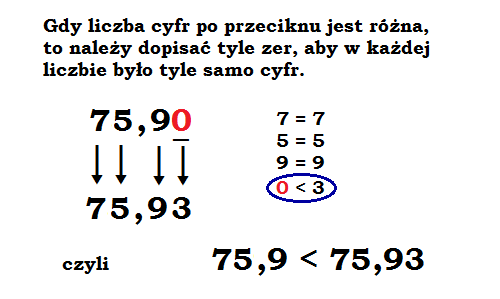 Gdy liczba cyfr po przeciknu jest różna,
to należy dopisać tyle zer, aby w każdej
liczbie było tyle samo cyfr.
75,90
75,93
7 = 7
5 = 5
9 = 9
0 < 3
czyli
75,9 < 75,93